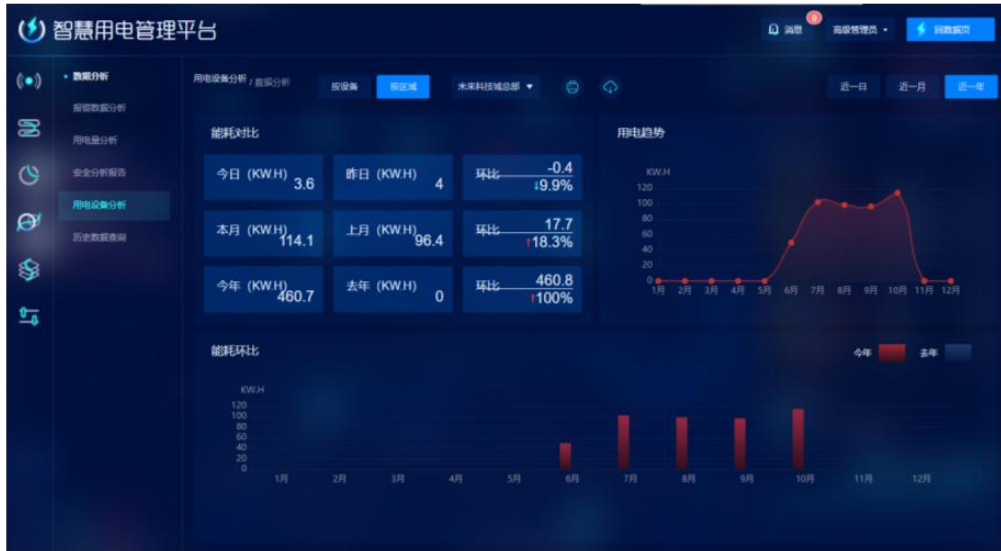 智慧用电管理平台
消息
0
高级管理员
回数据页
数据分析
报警数据分析
用电量分析
安全分析报告
用电设备分析
历史数据查询
用电设备分析 / 数据分析
按设备
按区域
未来科技城总部
近一日
近一月
近一年
能耗对比
今日 (KW.H) 3.6
昨日 (KW.H) 4
环比 -0.4
↓9.9%
本月 (KW.H) 114.1
上月 (KW.H) 96.4
环比 17.7
↑18.3%
今年 (KW.H) 460.7
去年 (KW.H) 0
环比 460.8
↑100%
用电趋势
KW.H
120
100
80
60
40
20
0
1月 2月 3月 4月 5月 6月 7月 8月 9月 10月 11月 12月
能耗环比
今年
去年
KW.H
120
100
80
60
40
20
0
1月 2月 3月 4月 5月 6月 7月 8月 9月 10月 11月 12月